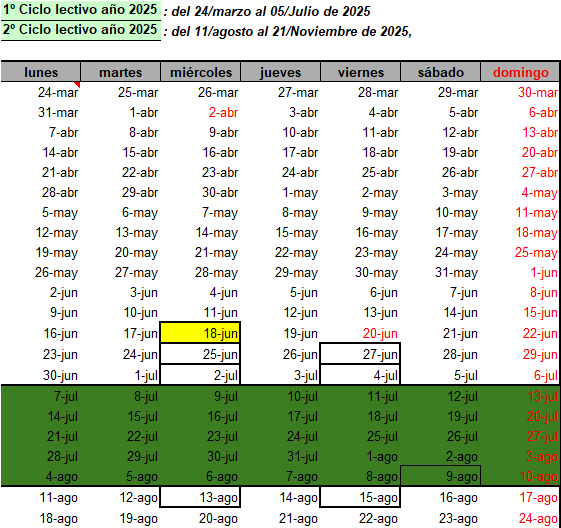 1º Ciclo lectivo año 2025 : del 24/marzo al 05/Julio de 2025
2º Ciclo lectivo año 2025 : del 11/agosto al 21/Noviembre de 2025,
lunes martes miércoles jueves viernes sábado domingo
24-mar 25-mar 26-mar 27-mar 28-mar 29-mar 30-mar
31-mar 1-abr 2-abr 3-abr 4-abr 5-abr 6-abr
7-abr 8-abr 9-abr 10-abr 11-abr 12-abr 13-abr
14-abr 15-abr 16-abr 17-abr 18-abr 19-abr 20-abr
21-abr 22-abr 23-abr 24-abr 25-abr 26-abr 27-abr
28-abr 29-abr 30-abr 1-may 2-may 3-may 4-may
5-may 6-may 7-may 8-may 9-may 10-may 11-may
12-may 13-may 14-may 15-may 16-may 17-may 18-may
19-may 20-may 21-may 22-may 23-may 24-may 25-may
26-may 27-may 28-may 29-may 30-may 31-may 1-jun
2-jun 3-jun 4-jun 5-jun 6-jun 7-jun 8-jun
9-jun 10-jun 11-jun 12-jun 13-jun 14-jun 15-jun
16-jun 17-jun 18-jun 19-jun 20-jun 21-jun 22-jun
23-jun 24-jun 25-jun 26-jun 27-jun 28-jun 29-jun
30-jun 1-jul 2-jul 3-jul 4-jul 5-jul 6-jul
7-jul 8-jul 9-jul 10-jul 11-jul 12-jul 13-jul
14-jul 15-jul 16-jul 17-jul 18-jul 19-jul 20-jul
21-jul 22-jul 23-jul 24-jul 25-jul 26-jul 27-jul
28-jul 29-jul 30-jul 31-jul 1-ago 2-ago 3-ago
4-ago 5-ago 6-ago 7-ago 8-ago 9-ago 10-ago
11-ago 12-ago 13-ago 14-ago 15-ago 16-ago 17-ago
18-ago 19-ago 20-ago 21-ago 22-ago 23-ago 24-ago